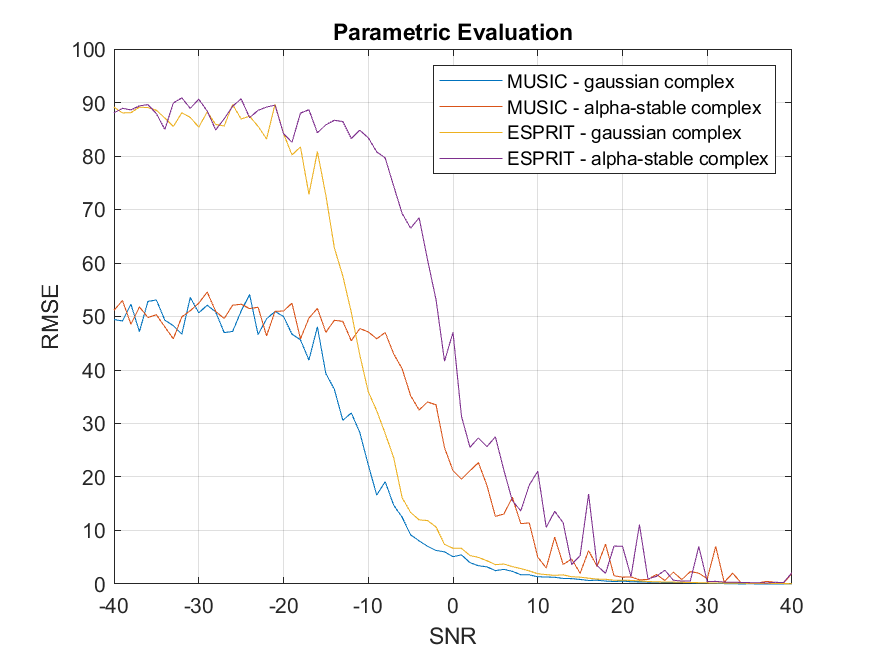 Parametric Evaluation
100
90
80
70
60
50
40
30
20
10
0
RMSE
MUSIC - gaussian complex
MUSIC - alpha-stable complex
ESPRIT - gaussian complex
ESPRIT - alpha-stable complex
-40 -30 -20 -10 0 10 20 30 40
SNR